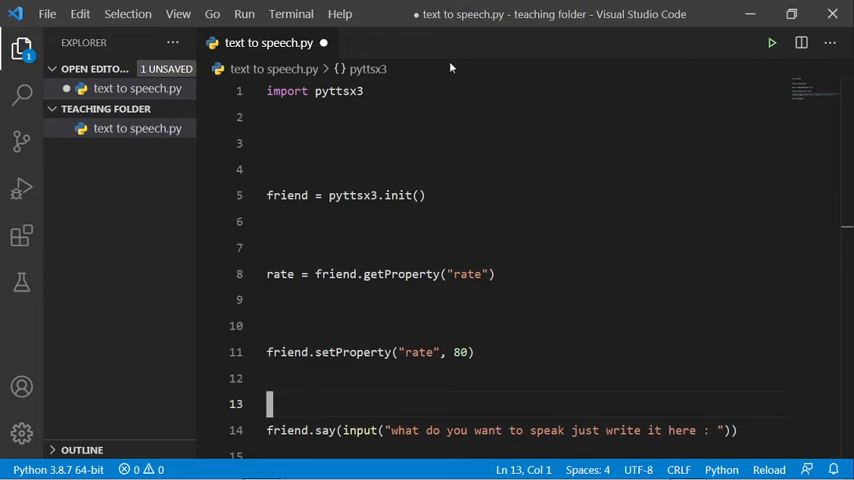 File Edit Selection View Go Run Terminal Help
● text to speech.py - teaching folder - Visual Studio Code
EXPLORER
text to speech.py
OPEN EDITO... 1 UNSAVED
text to speech.py
TEACHING FOLDER
text to speech.py
OUTLINE
1
text to speech.py > {} pyttsx3
1 import pyttsx3
2
3
4
5 friend = pyttsx3.init()
6
7
8 rate = friend.getProperty("rate")
9
10
11 friend.setProperty("rate", 80)
12
13
14 friend.say(input("what do you want to speak just write it here : "))
15
Python 3.8.7 64-bit 0 0 Ln 13, Col 1 Spaces: 4 UTF-8 CRLF Python Reload